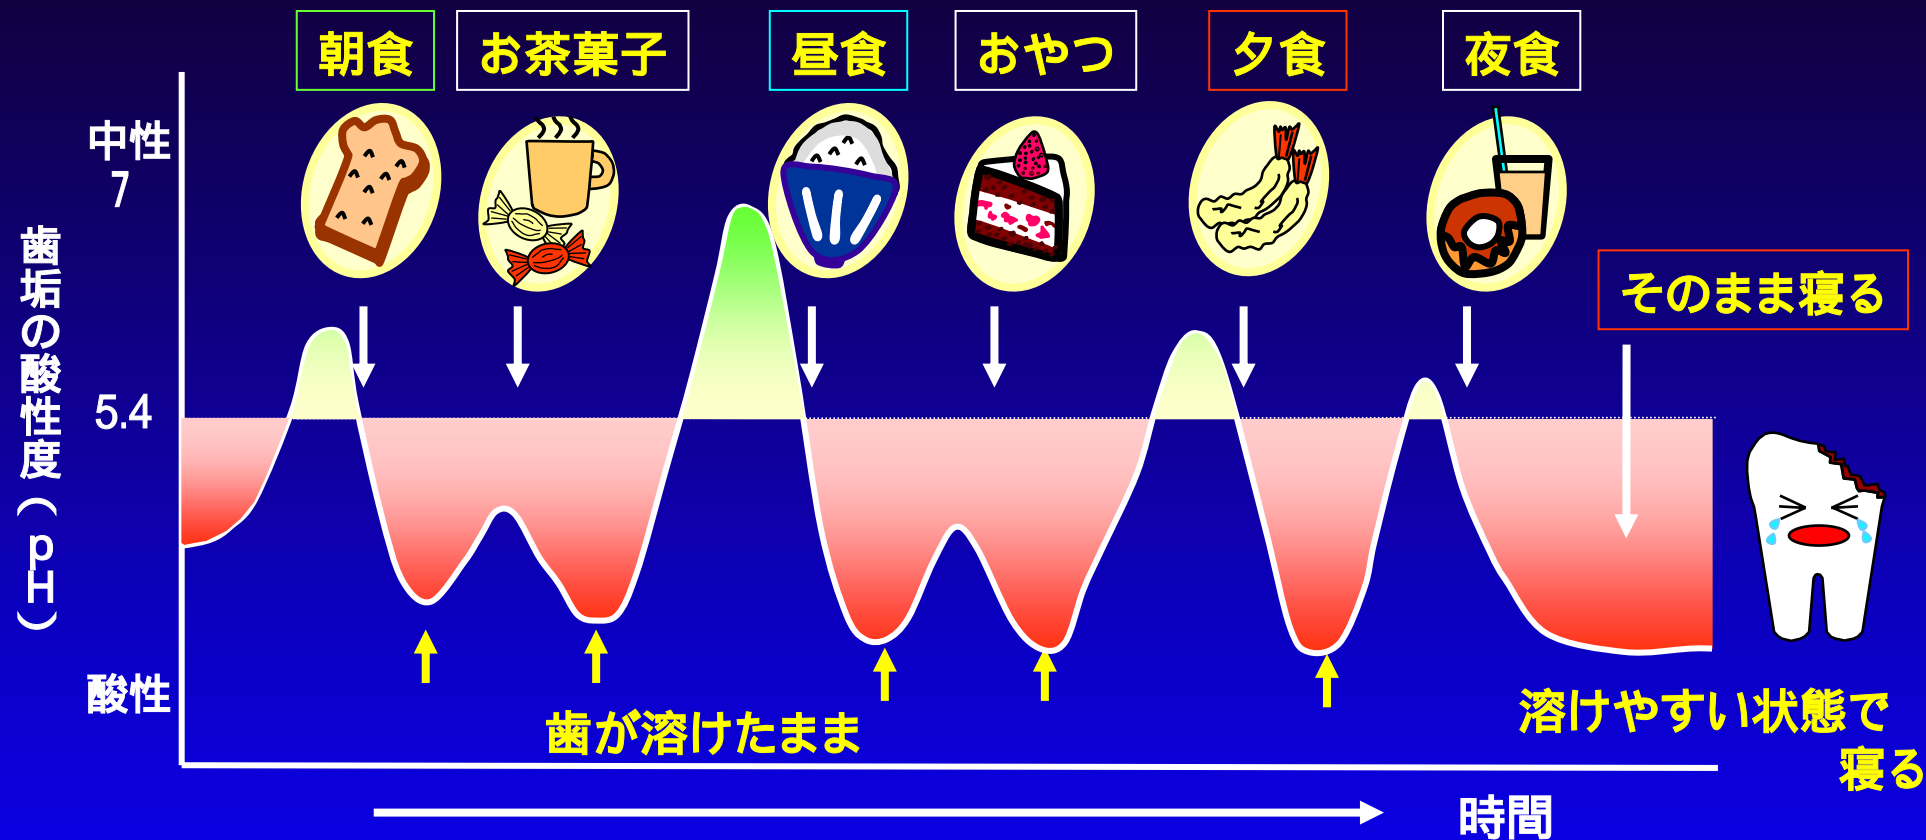 朝食
お茶菓子
昼食
おやつ
夕食
夜食
中性
7
歯垢の酸性度(pH)
5.4
酸性
そのまま寝る
歯が溶けたまま
溶けやすい状態で
寝る
時間